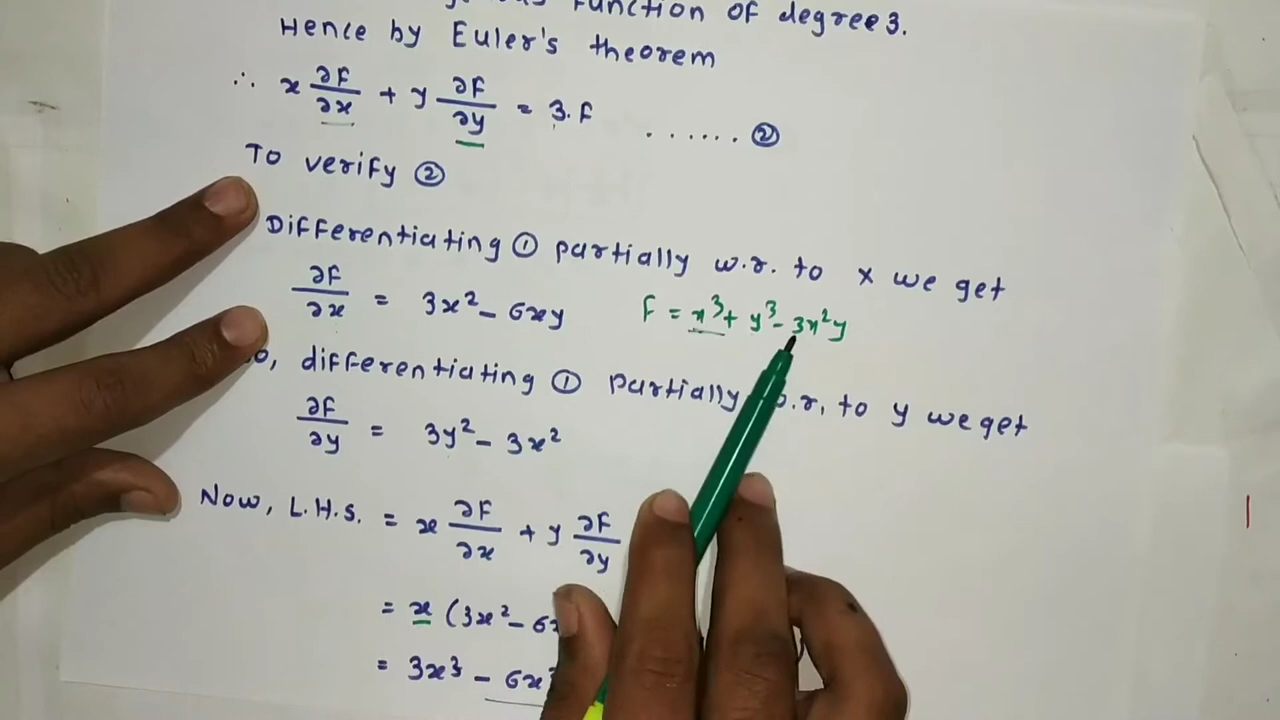 function of degree 3.
Hence by Euler's theorem
∴ x ∂F/∂x + y ∂F/∂y = 3.F ...... ②
To verify ②
Differentiating ① partially w.r. to x we get
∂F/∂x = 3x² - 6xy F = x³ + y³ - 3x²y
, differentiating ① partially w.r. to y we get
∂F/∂y = 3y² - 3x²
Now, L.H.S. = x ∂F/∂x + y ∂F/∂y
= x (3x² - 6x
= 3x³ - 6x²